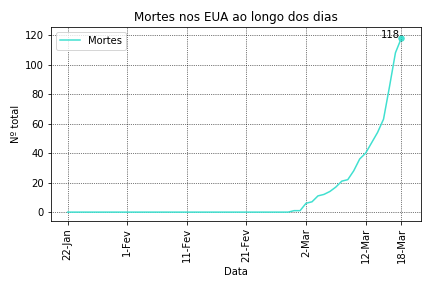 Mortes nos EUA ao longo dos dias
120
118
Mortes
100
80
60
40
20
0
Nº total
22-Jan
1-Fev
11-Fev
21-Fev
2-Mar
12-Mar
18-Mar
Data